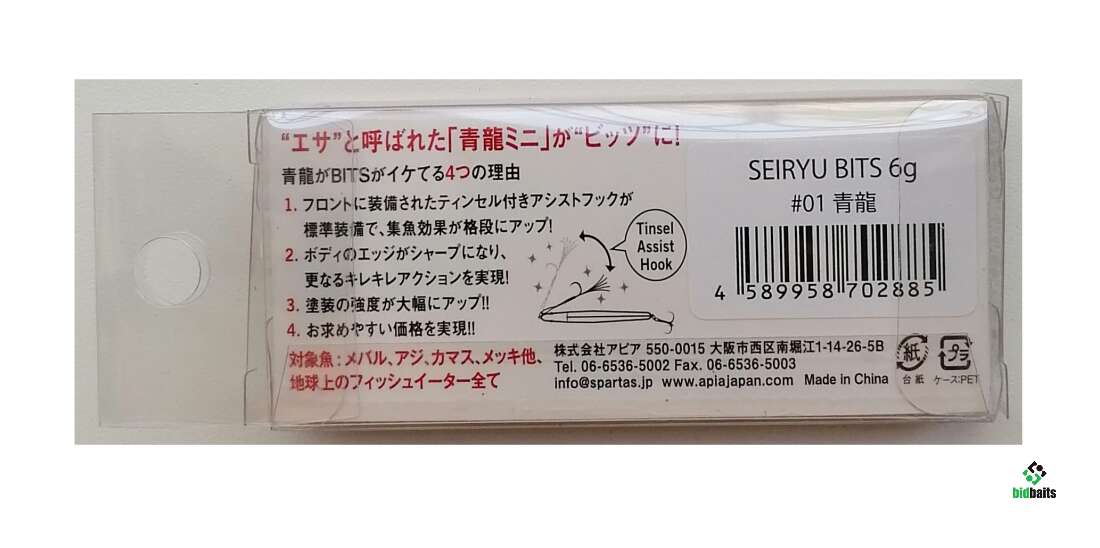 “エサ”と呼ばれた「青龍ミニ」が“ビッツ”に!
青龍がBITSがイケてる4つの理由
1. フロントに装備されたティンセル付きアシストフックが
標準装備で、集魚効果が格段にアップ!
2. ボディのエッジがシャープになり、
更なるキレキレアクションを実現!
3. 塗装の強度が大幅にアップ!!
4. お求めやすい価格を実現!!
Tinsel
Assist
Hook
対象魚:メバル、アジ、カマス、メッキ他、
地球上のフィッシュイーター全て
SEIRYU BITS 6g
#01 青龍
4 589958 702885
株式会社アピア 550-0015 大阪市西区南堀江1-14-26-5B
Tel. 06-6536-5002 Fax. 06-6536-5003
info@spartas.jp www.apiajapan.com Made in China
紙
台紙
プラ
ケース:PET
bidbaits